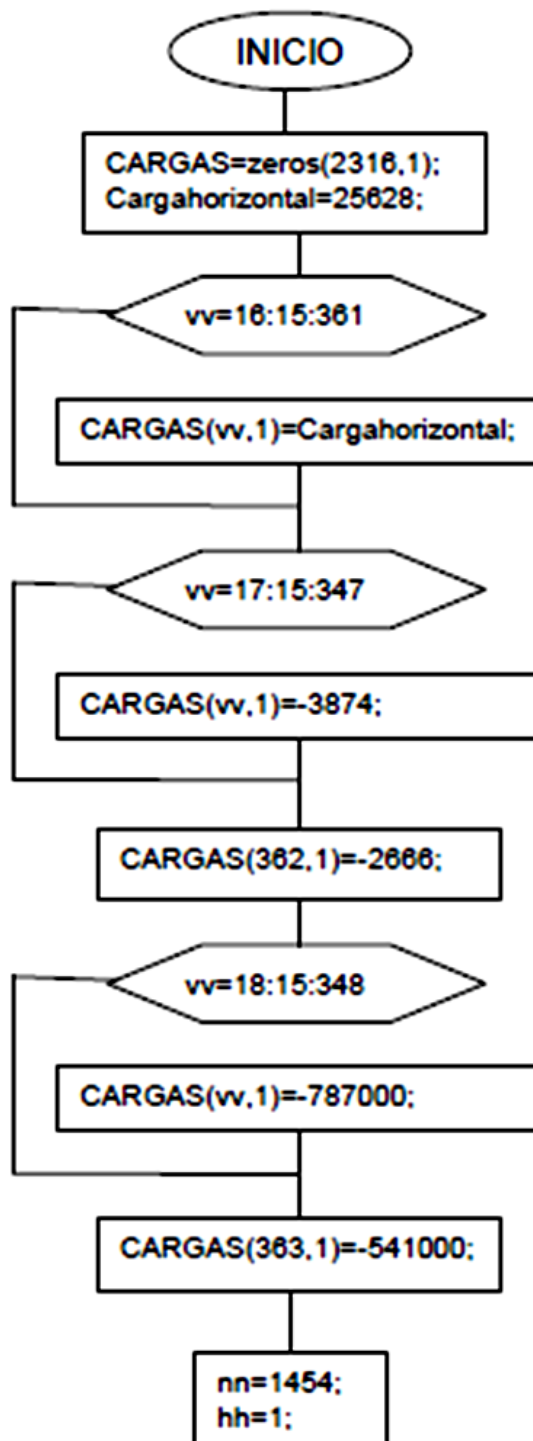 INICIO
CARGAS=zeros(2316,1);
Cargahorizontal=25628;
vv=16:15:361
CARGAS(vv,1)=Cargahorizontal;
vv=17:15:347
CARGAS(vv,1)=-3874;
CARGAS(362,1)=-2666;
vv=18:15:348
CARGAS(vv,1)=-787000;
CARGAS(363,1)=-541000;
nn=1454;
hh=1;